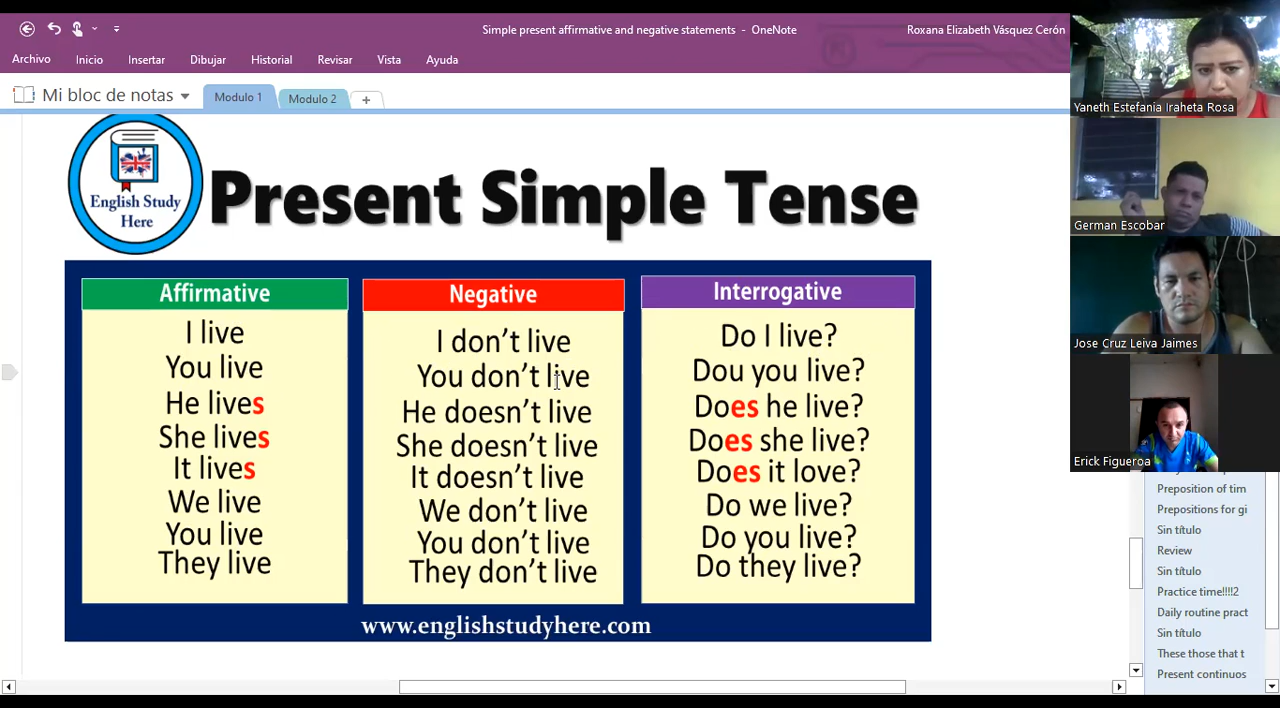 Simple present affirmative and negative statements - OneNote
Roxana Elizabeth Vásquez Cerón
Archivo Inicio Insertar Dibujar Historial Revisar Vista Ayuda
Mi bloc de notas Modulo 1 Modulo 2 +
English Study
Here
Present Simple Tense
Affirmative
I live
You live
He lives
She lives
It lives
We live
You live
They live
Negative
I don't live
You don't live
He doesn't live
She doesn't live
It doesn't live
We don't live
You don't live
They don't live
Interrogative
Do I live?
Dou you live?
Does he live?
Does she live?
Does it love?
Do we live?
Do you live?
Do they live?
www.englishstudyhere.com
Yaneth Estefania Iraheta Rosa
German Escobar
Jose Cruz Leiva Jaimes
Erick Figueroa
Preposition of tim
Prepositions for gi
Sin título
Review
Sin título
Practice time!!!!2
Daily routine pract
Sin título
These those that t
Present continuos